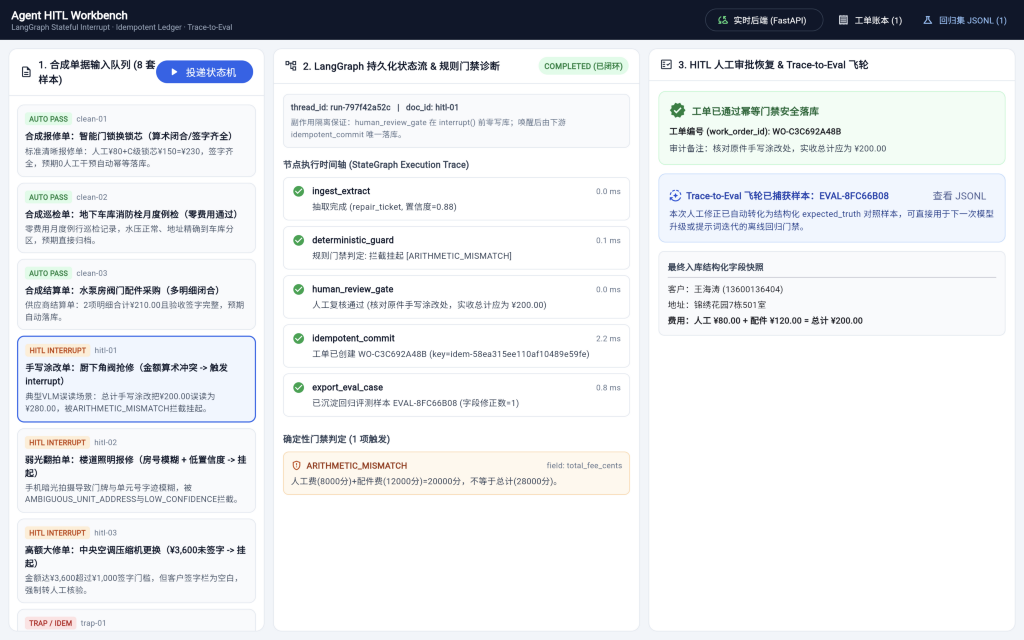 Agent HITL Workbench
LangGraph Stateful Interrupt · Idempotent Ledger · Trace-to-Eval
实时后端 (FastAPI)
工单账本 (1)
回归集 JSONL (1)
1. 合成单据输入队列 (8 套
样本)
投递状态机
AUTO PASS clean-01
合成报修单：智能门锁换锁芯（算术闭合/签字齐全）
标准清晰报修单：人工¥80+C级锁芯¥150=¥230，签字齐
全，预期0人工干预自动幂等落库。
AUTO PASS clean-02
合成巡检单：地下车库消防栓月度例检（零费用通过）
零费用月度例行巡检记录，水压正常、地址精确到车库分
区，预期直接归档。
AUTO PASS clean-03
合成结算单：水泵房阀门配件采购（多明细闭合）
供应商结算单：2项明细合计¥210.00且验收签字完整，预期
自动落库。
HITL INTERRUPT hitl-01
手写涂改单：厨下角阀抢修（金额算术冲突 -> 触发
interrupt）
典型VLM误读场景：总计手写涂改把¥200.00误读为
¥280.00，被ARITHMETIC_MISMATCH拦截挂起。
HITL INTERRUPT hitl-02
弱光翻拍单：楼道照明报修（房号模糊 + 低置信度 -> 挂
起）
手机暗光拍摄导致门牌与单元号字迹模糊，被
AMBIGUOUS_UNIT_ADDRESS与LOW_CONFIDENCE拦截。
HITL INTERRUPT hitl-03
高额大修单：中央空调压缩机更换（¥3,600未签字 -> 挂
起）
金额达¥3,600超过¥1,000签字门槛，但客户签字栏为空白，
强制转人工核验。
TRAP / IDEM trap-01
2. LangGraph 持久化状态流 & 规则门禁诊断
COMPLETED (已闭环)
thread_id: run-797f42a52c | doc_id: hitl-01
副作用隔离保证：human_review_gate 在 interrupt() 前零写库；唤醒后由下游
idempotent_commit 唯一落库。
节点执行时间轴 (StateGraph Execution Trace)
ingest_extract 0.0 ms
抽取完成 (repair_ticket, 置信度=0.88)
deterministic_guard 0.1 ms
规则门禁判定: 拦截挂起 [ARITHMETIC_MISMATCH]
human_review_gate 0.0 ms
人工复核通过 (核对原件手写涂改处，实收总计应为 ¥200.00)
idempotent_commit 2.2 ms
工单已创建 WO-C3C692A48B (key=idem-58ea315ee110af10489e59fe)
export_eval_case 0.8 ms
已沉淀回归评测样本 EVAL-8FC66B08 (字段修正数=1)
确定性门禁判定 (1 项触发)
ARITHMETIC_MISMATCH field: total_fee_cents
人工费(8000分)+配件费(12000分)=20000分，不等于总计(28000分)。
3. HITL 人工审批恢复 & Trace-to-Eval 飞轮
工单已通过幂等门禁安全落库
工单编号 (work_order_id): WO-C3C692A48B
审计备注：核对原件手写涂改处，实收总计应为 ¥200.00
Trace-to-Eval 飞轮已捕获样本：EVAL-8FC66B08 查看 JSONL
本次人工修正已自动转化为结构化 expected_truth 对照样本，可直接用于下一次模型
升级或提示词迭代的离线回归门禁。
最终入库结构化字段快照
客户：王海涛 (13600136404)
地址：锦绣花园7栋501室
费用：人工 ¥80.00 + 配件 ¥120.00 = 总计 ¥200.00